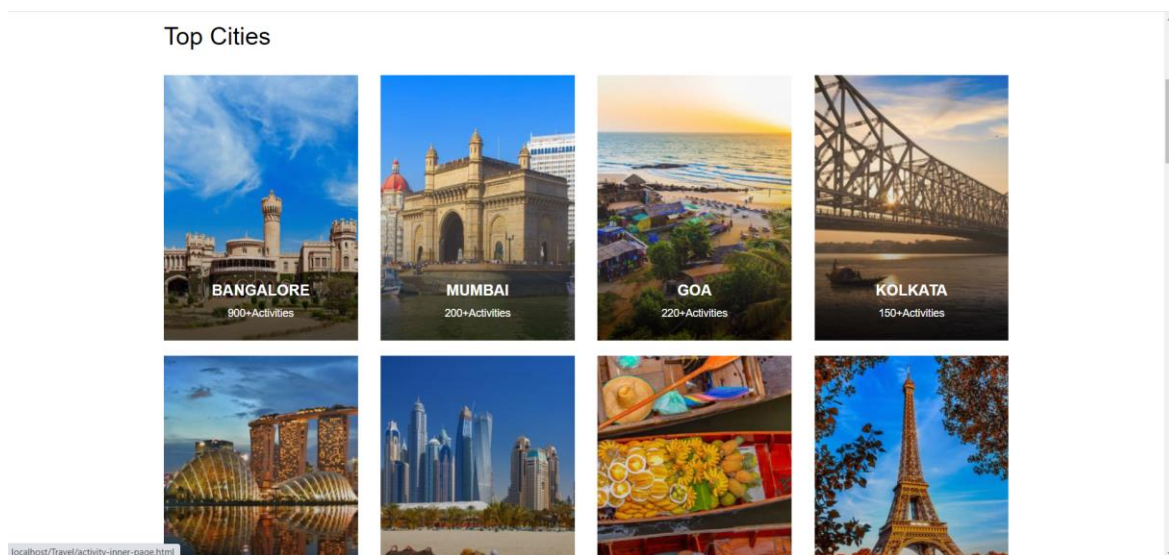 Top Cities
BANGALORE
900+Activities
MUMBAI
200+Activities
GOA
220+Activities
KOLKATA
150+Activities
localhost/Travel/activity-inner-page.html